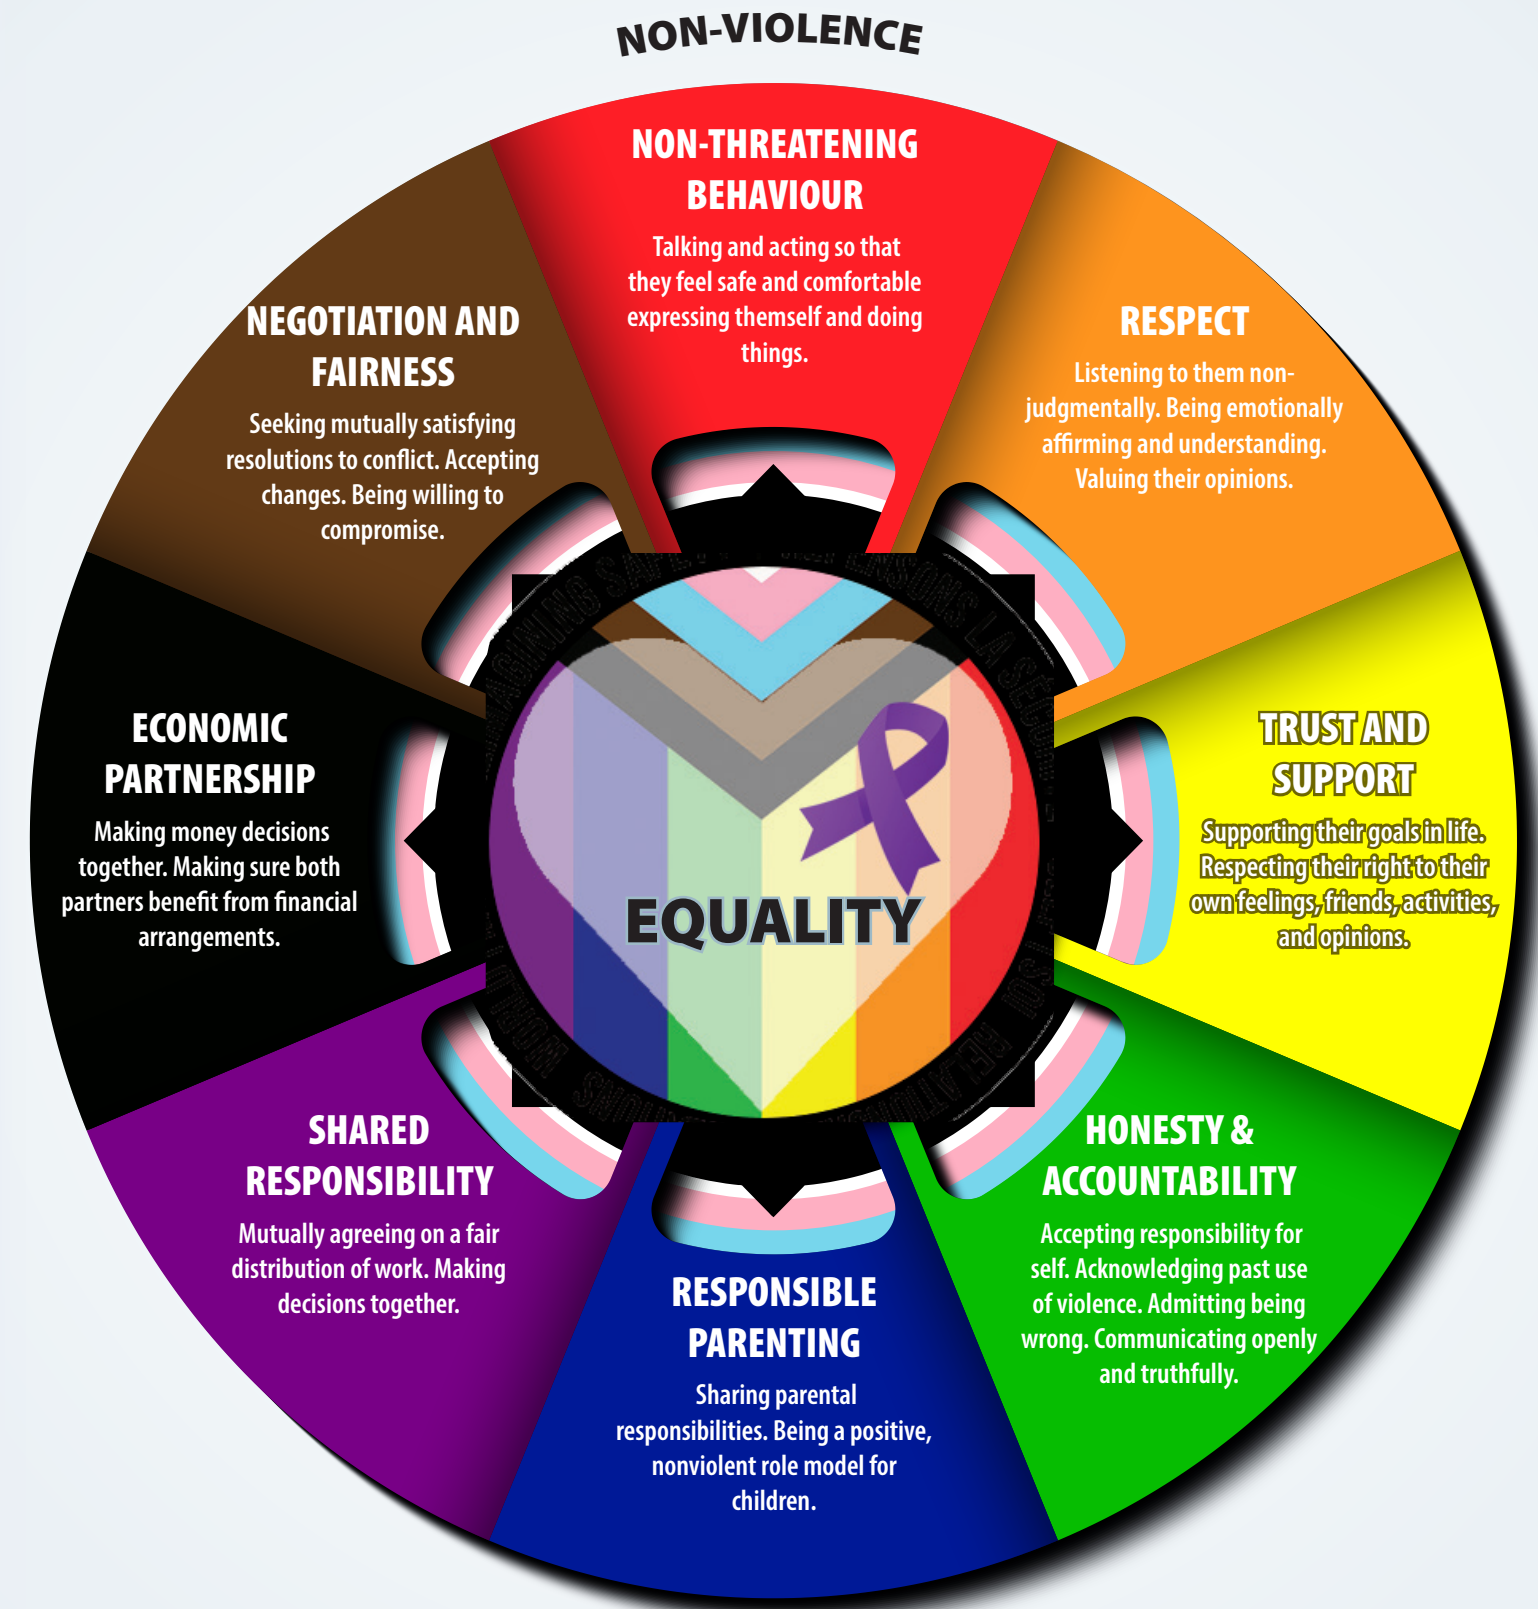 NON-VIOLENCE
NON-THREATENING
BEHAVIOUR
Talking and acting so that
they feel safe and comfortable
expressing themself and doing
things.
RESPECT
Listening to them non-
judgmentally. Being emotionally
affirming and understanding.
Valuing their opinions.
TRUST AND
SUPPORT
Supporting their goals in life.
Respecting their right to their
own feelings, friends, activities,
and opinions.
HONESTY &
ACCOUNTABILITY
Accepting responsibility for
self. Acknowledging past use
of violence. Admitting being
wrong. Communicating openly
and truthfully.
RESPONSIBLE
PARENTING
Sharing parental
responsibilities. Being a positive,
nonviolent role model for
children.
SHARED
RESPONSIBILITY
Mutually agreeing on a fair
distribution of work. Making
decisions together.
ECONOMIC
PARTNERSHIP
Making money decisions
together. Making sure both
partners benefit from financial
arrangements.
NEGOTIATION AND
FAIRNESS
Seeking mutually satisfying
resolutions to conflict. Accepting
changes. Being willing to
compromise.
EQUALITY